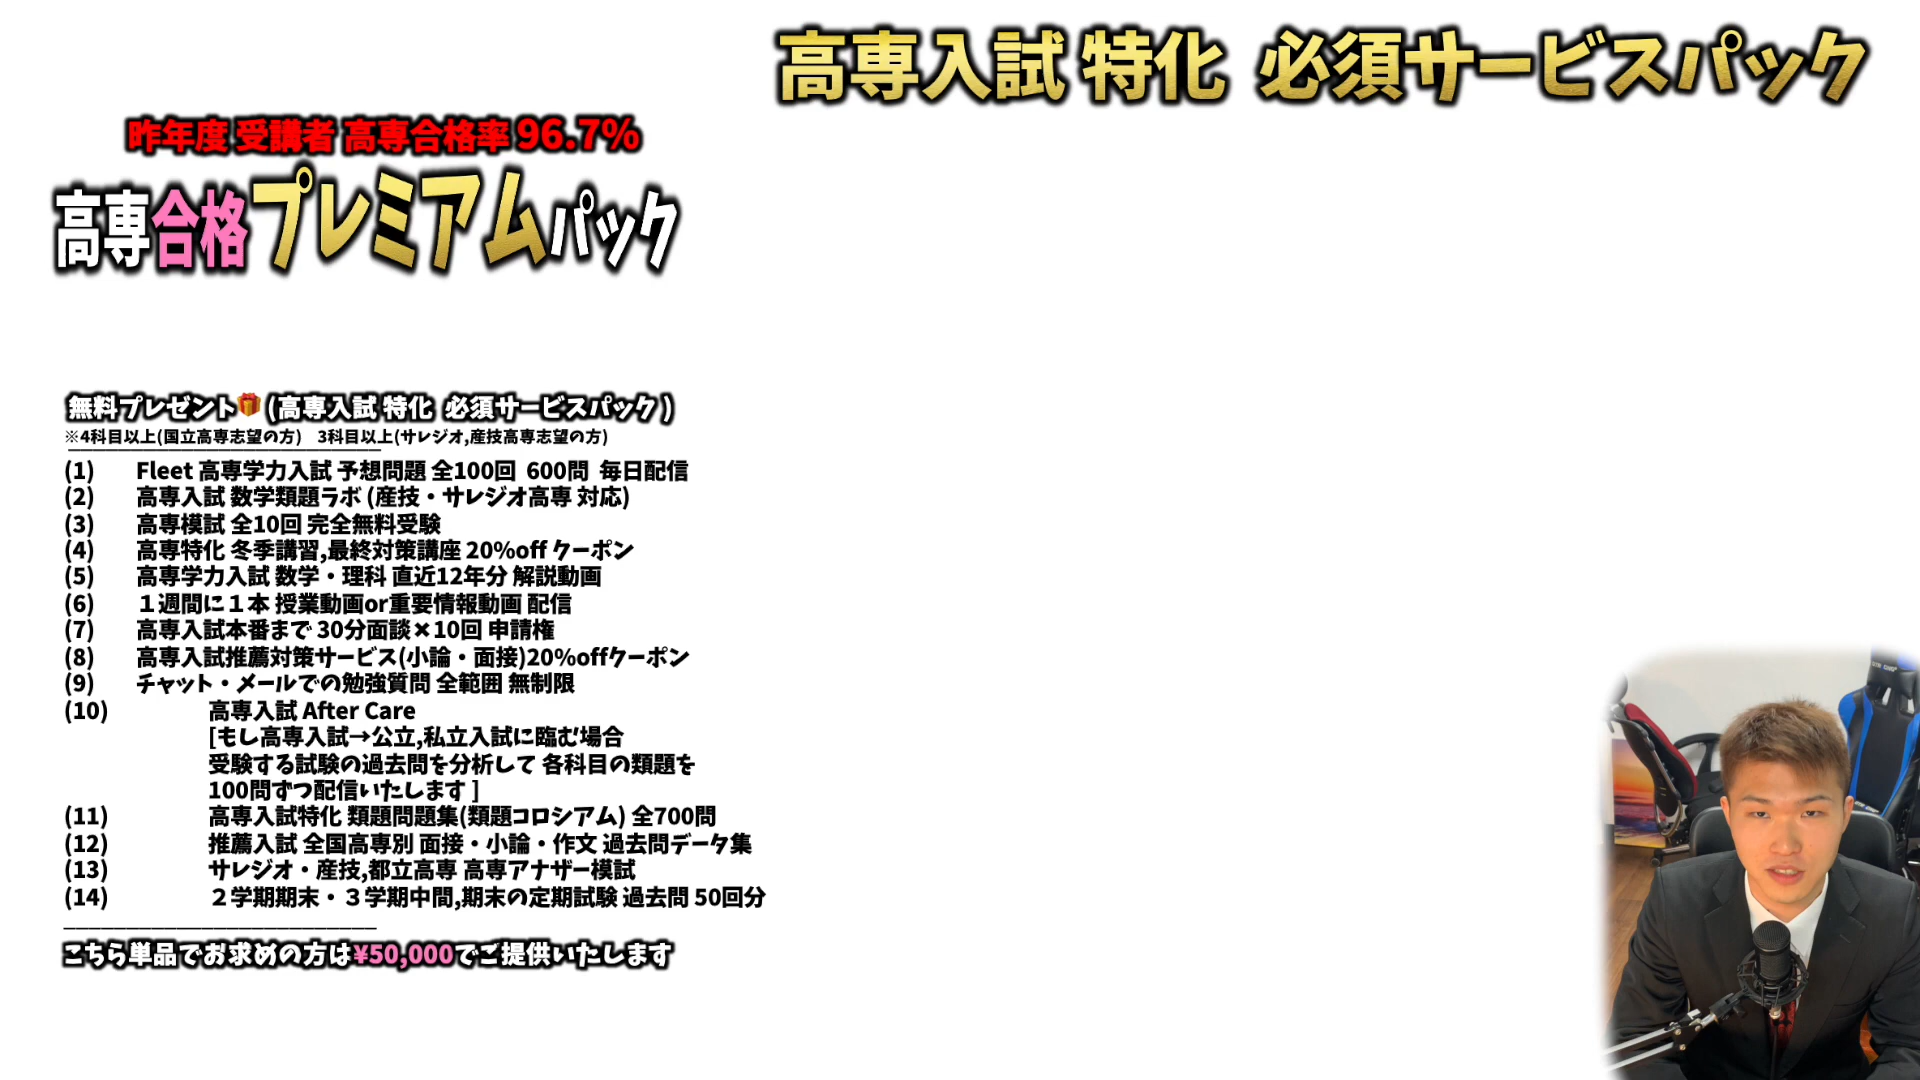 高専入試 特化 必須サービスパック
昨年度 受講者 高専合格率 96.7%
高専合格プレミアムパック
無料プレゼント🎁 (高専入試 特化 必須サービスパック )
※4科目以上(国立高専志望の方) 3科目以上(サレジオ,産技高専志望の方)
(1) Fleet 高専学力入試 予想問題 全100回 600問 毎日配信
(2) 高専入試 数学類題ラボ (産技・サレジオ高専 対応)
(3) 高専模試 全10回 完全無料受験
(4) 高専特化 冬季講習,最終対策講座 20%off クーポン
(5) 高専学力入試 数学・理科 直近12年分 解説動画
(6) １週間に１本 授業動画or重要情報動画 配信
(7) 高専入試本番まで 30分面談×10回 申請権
(8) 高専入試推薦対策サービス(小論・面接)20%offクーポン
(9) チャット・メールでの勉強質問 全範囲 無制限
(10) 高専入試 After Care
[もし高専入試→公立,私立入試に臨む場合
受験する試験の過去問を分析して 各科目の類題を
100問ずつ配信いたします ]
(11) 高専入試特化 類題問題集(類題コロシアム) 全700問
(12) 推薦入試 全国高専別 面接・小論・作文 過去問データ集
(13) サレジオ・産技,都立高専 高専アナザー模試
(14) ２学期期末・３学期中間,期末の定期試験 過去問 50回分
こちら単品でお求めの方は¥50,000でご提供いたします